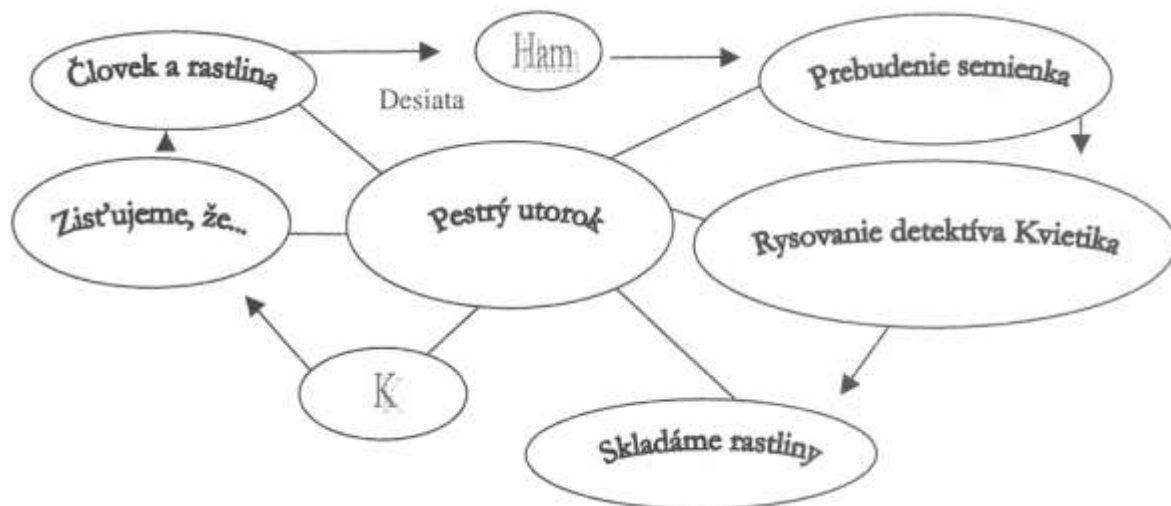 Človek a rastlina
Ham
Prebudenie semienka
Desiata
Zisťujeme, že...
Pestrý utorok
Rysovanie detektíva Kvietika
K
Skladáme rastliny